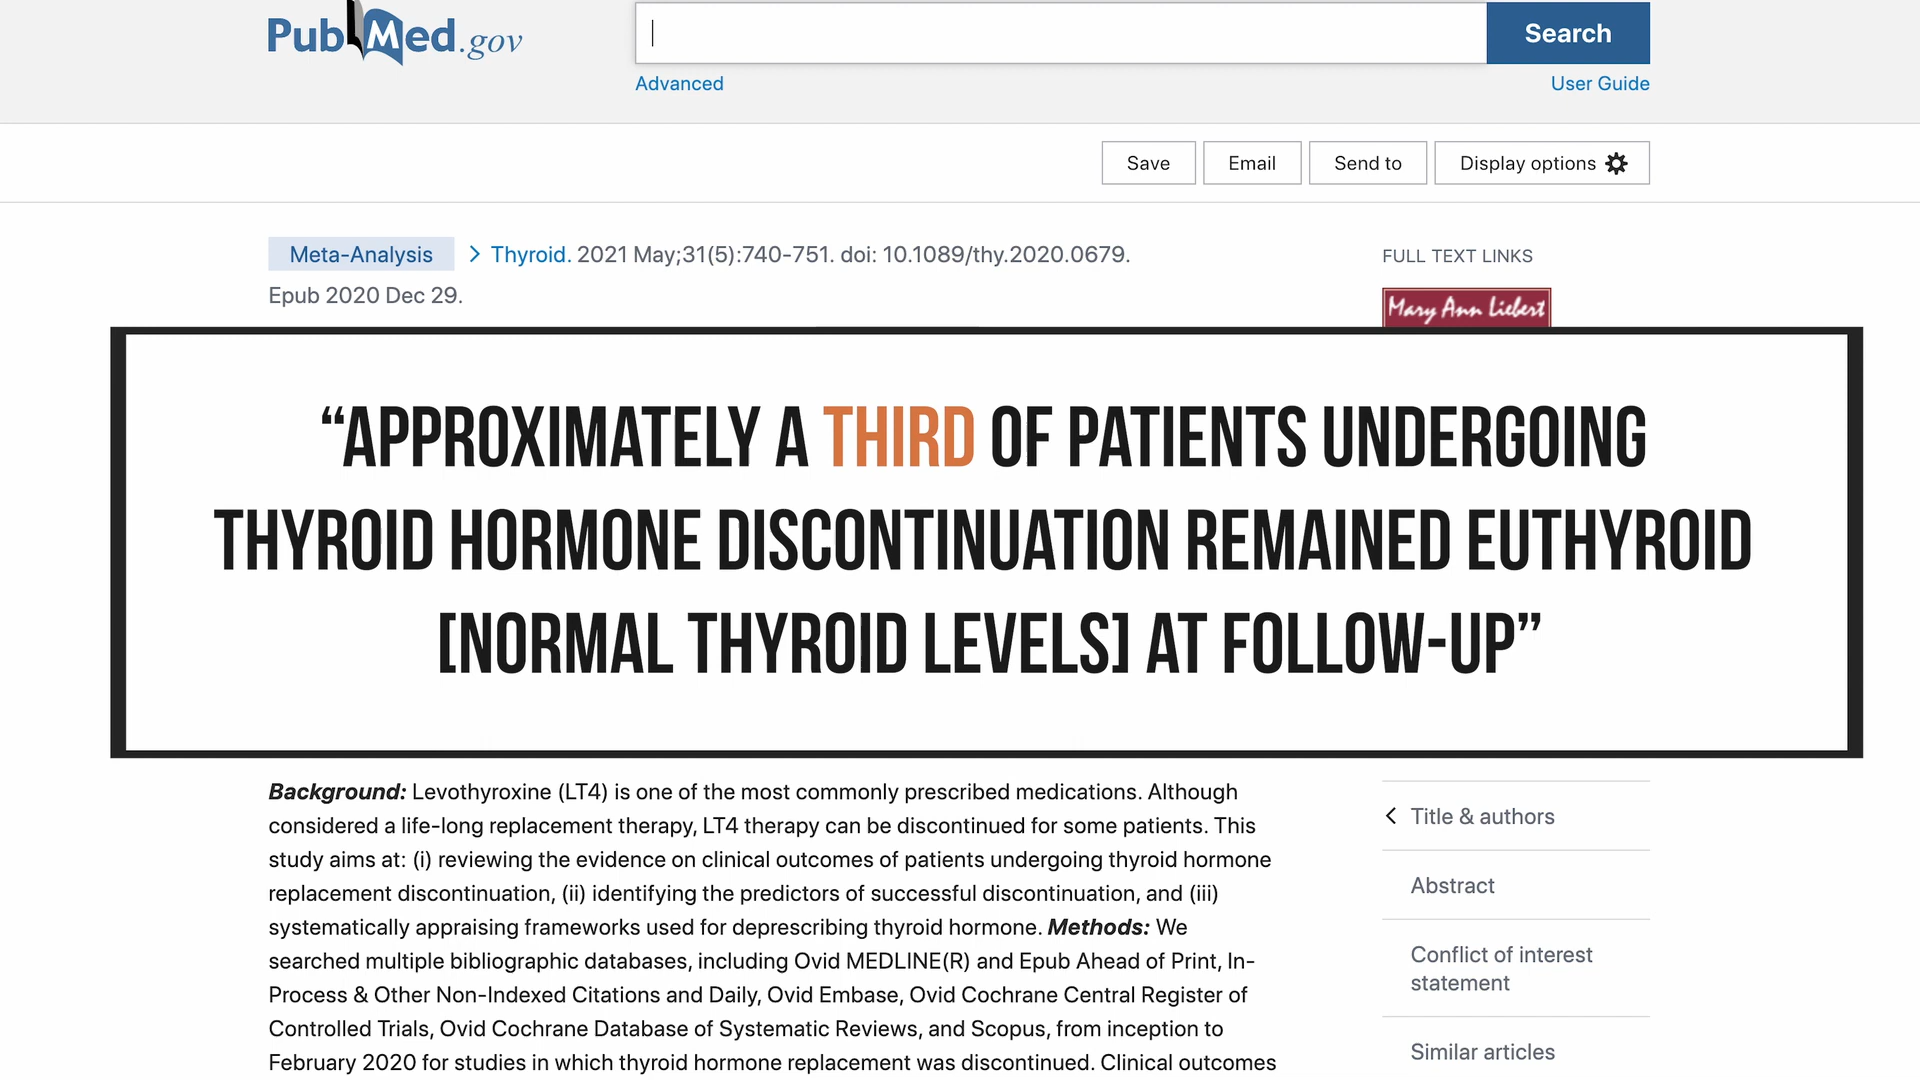 PubMed.gov
Search
Advanced
User Guide
Save
Email
Send to
Display options
Meta-Analysis > Thyroid. 2021 May;31(5):740-751. doi: 10.1089/thy.2020.0679.
Epub 2020 Dec 29.
FULL TEXT LINKS
Mary Ann Liebert
“APPROXIMATELY A THIRD OF PATIENTS UNDERGOING
THYROID HORMONE DISCONTINUATION REMAINED EUTHYROID
[NORMAL THYROID LEVELS] AT FOLLOW-UP”
Background: Levothyroxine (LT4) is one of the most commonly prescribed medications. Although
considered a life-long replacement therapy, LT4 therapy can be discontinued for some patients. This
study aims at: (i) reviewing the evidence on clinical outcomes of patients undergoing thyroid hormone
replacement discontinuation, (ii) identifying the predictors of successful discontinuation, and (iii)
systematically appraising frameworks used for deprescribing thyroid hormone. Methods: We
searched multiple bibliographic databases, including Ovid MEDLINE(R) and Epub Ahead of Print, In-
Process & Other Non-Indexed Citations and Daily, Ovid Embase, Ovid Cochrane Central Register of
Controlled Trials, Ovid Cochrane Database of Systematic Reviews, and Scopus, from inception to
February 2020 for studies in which thyroid hormone replacement was discontinued. Clinical outcomes
Title & authors
Abstract
Conflict of interest
statement
Similar articles